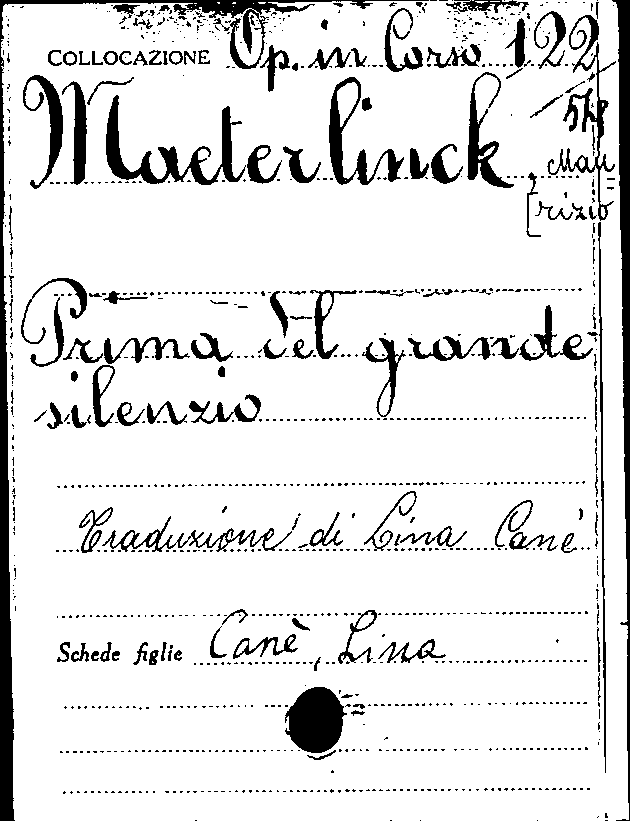 COLLOCAZIONE Op. in Corso 122
578
Maeterlinck, Mau
[rizio
Prima del grande
silenzio
Traduzione di Lina Canè
Schede figlie Canè, Lina